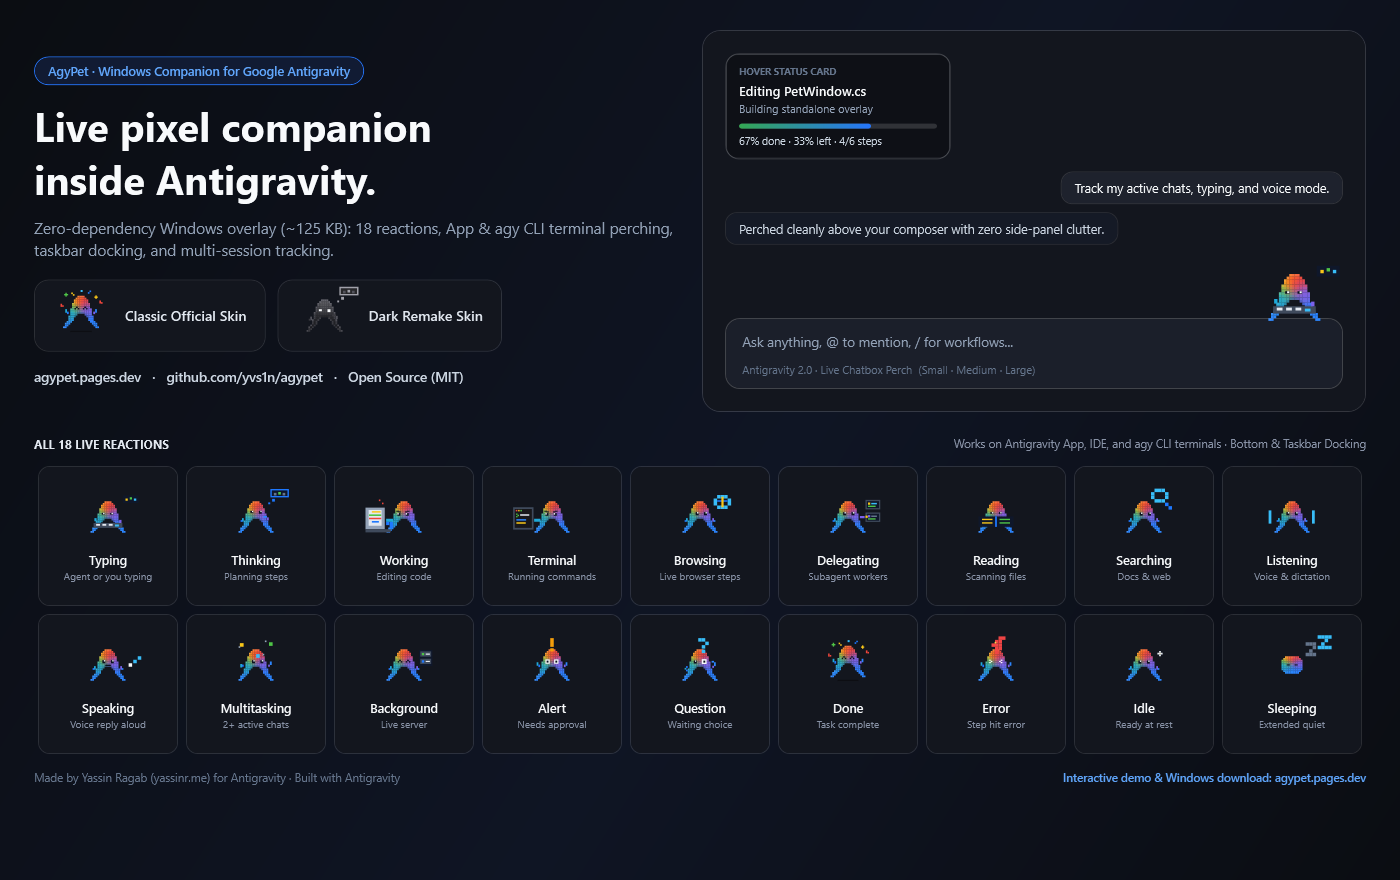 AgyPet · Windows Companion for Google Antigravity
Live pixel companion
inside Antigravity.
Zero-dependency Windows overlay (~125 KB): 18 reactions, App & agy CLI terminal perching,
taskbar docking, and multi-session tracking.
Classic Official Skin
Dark Remake Skin
agypet.pages.dev · github.com/yvs1n/agypet · Open Source (MIT)
HOVER STATUS CARD
Editing PetWindow.cs
Building standalone overlay
67% done · 33% left · 4/6 steps
Track my active chats, typing, and voice mode.
Perched cleanly above your composer with zero side-panel clutter.
Ask anything, @ to mention, / for workflows...
Antigravity 2.0 · Live Chatbox Perch (Small · Medium · Large)
ALL 18 LIVE REACTIONS
Works on Antigravity App, IDE, and agy CLI terminals · Bottom & Taskbar Docking
Typing
Agent or you typing
Thinking
Planning steps
Working
Editing code
Terminal
Running commands
Browsing
Live browser steps
Delegating
Subagent workers
Reading
Scanning files
Searching
Docs & web
Listening
Voice & dictation
Speaking
Voice reply aloud
Multitasking
2+ active chats
Background
Live server
Alert
Needs approval
Question
Waiting choice
Done
Task complete
Error
Step hit error
Idle
Ready at rest
Sleeping
Extended quiet
Made by Yassin Ragab (yassinr.me) for Antigravity · Built with Antigravity
Interactive demo & Windows download: agypet.pages.dev